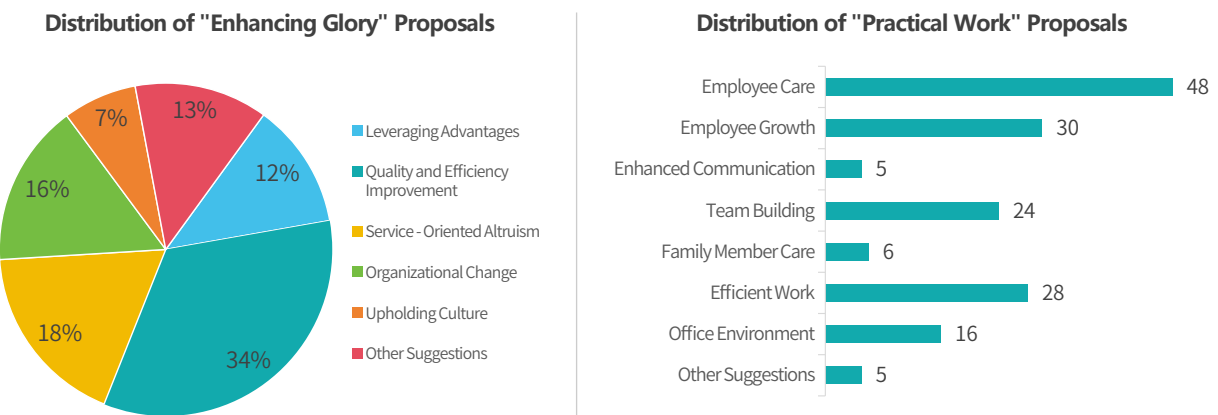 Distribution of "Enhancing Glory" Proposals
13%
12%
34%
18%
16%
7%
Leveraging Advantages
Quality and Efficiency
Improvement
Service - Oriented Altruism
Organizational Change
Upholding Culture
Other Suggestions
Distribution of "Practical Work" Proposals
Employee Care 48
Employee Growth 30
Enhanced Communication 5
Team Building 24
Family Member Care 6
Efficient Work 28
Office Environment 16
Other Suggestions 5